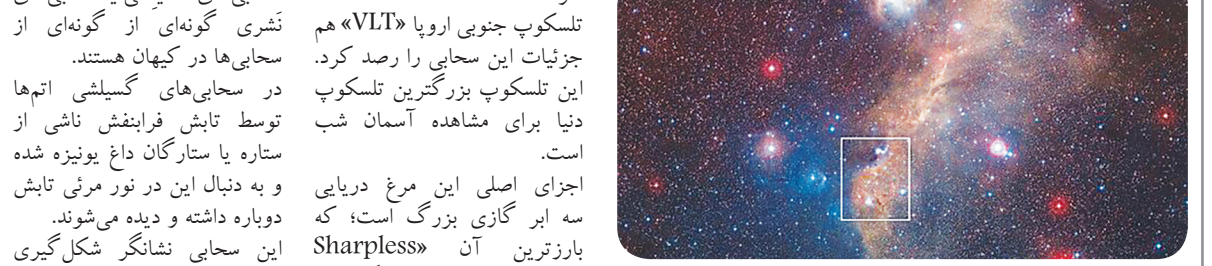 تلسکوپ جنوبی اروپا «VLT» هم
جزئیات این سحابی را رصد کرد.
این تلسکوپ بزرگترین تلسکوپ
دنیا برای مشاهده آسمان شب
است.
اجزای اصلی این مرغ دریایی
سه ابر گازی بزرگ است؛ که
بارزترین آن «Sharpless
نَشری گونه‌ای از گونه‌ای از
سحابی‌ها در کیهان هستند.
در سحابی‌های گسیلشی اتم‌ها
توسط تابش فرابنفش ناشی از
ستاره یا ستارگان داغ یونیزه شده
و به دنبال این در نور مرئی تابش
دوباره داشته و دیده می‌شوند.
این سحابی نشانگر شکل‌گیری